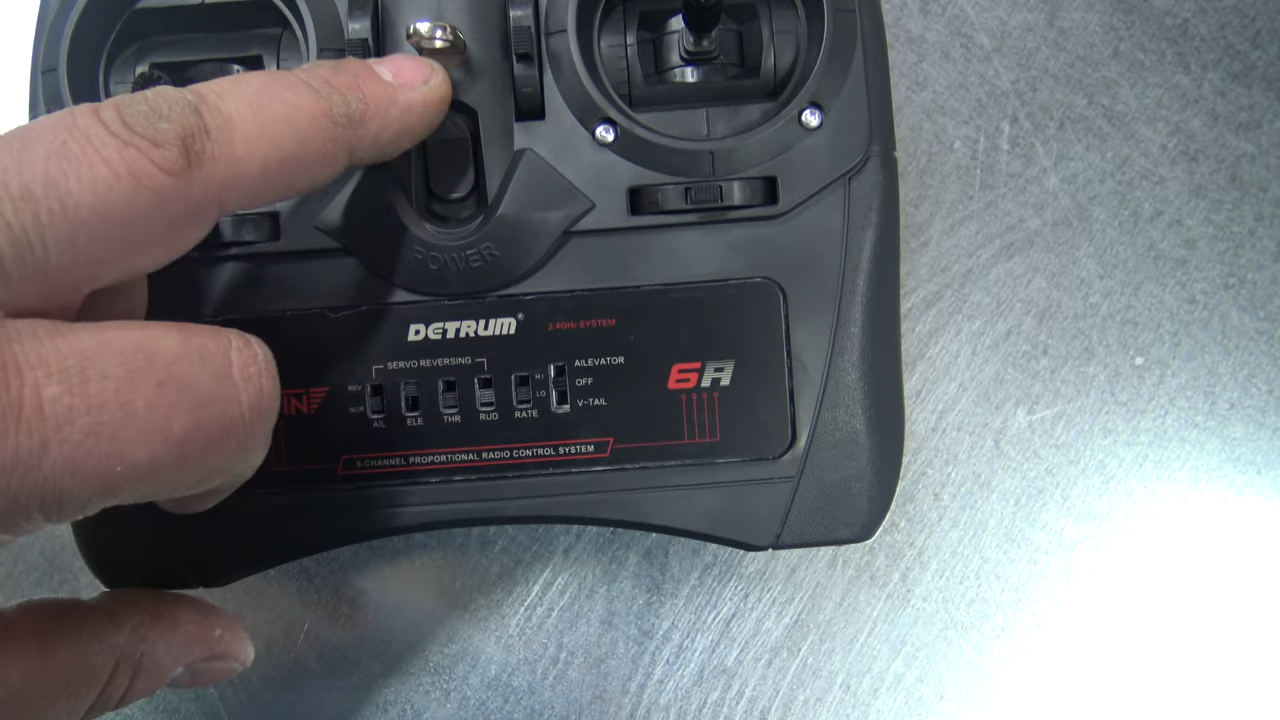 POWER
DETRUM®
2.4GHz SYSTEM
SERVO REVERSING
AILEVATOR
REV
HI
OFF
6A
IN
NOR
LO
V-TAIL
AIL
ELE
THR
RUD
RATE
6-CHANNEL PROPORTIONAL RADIO CONTROL SYSTEM